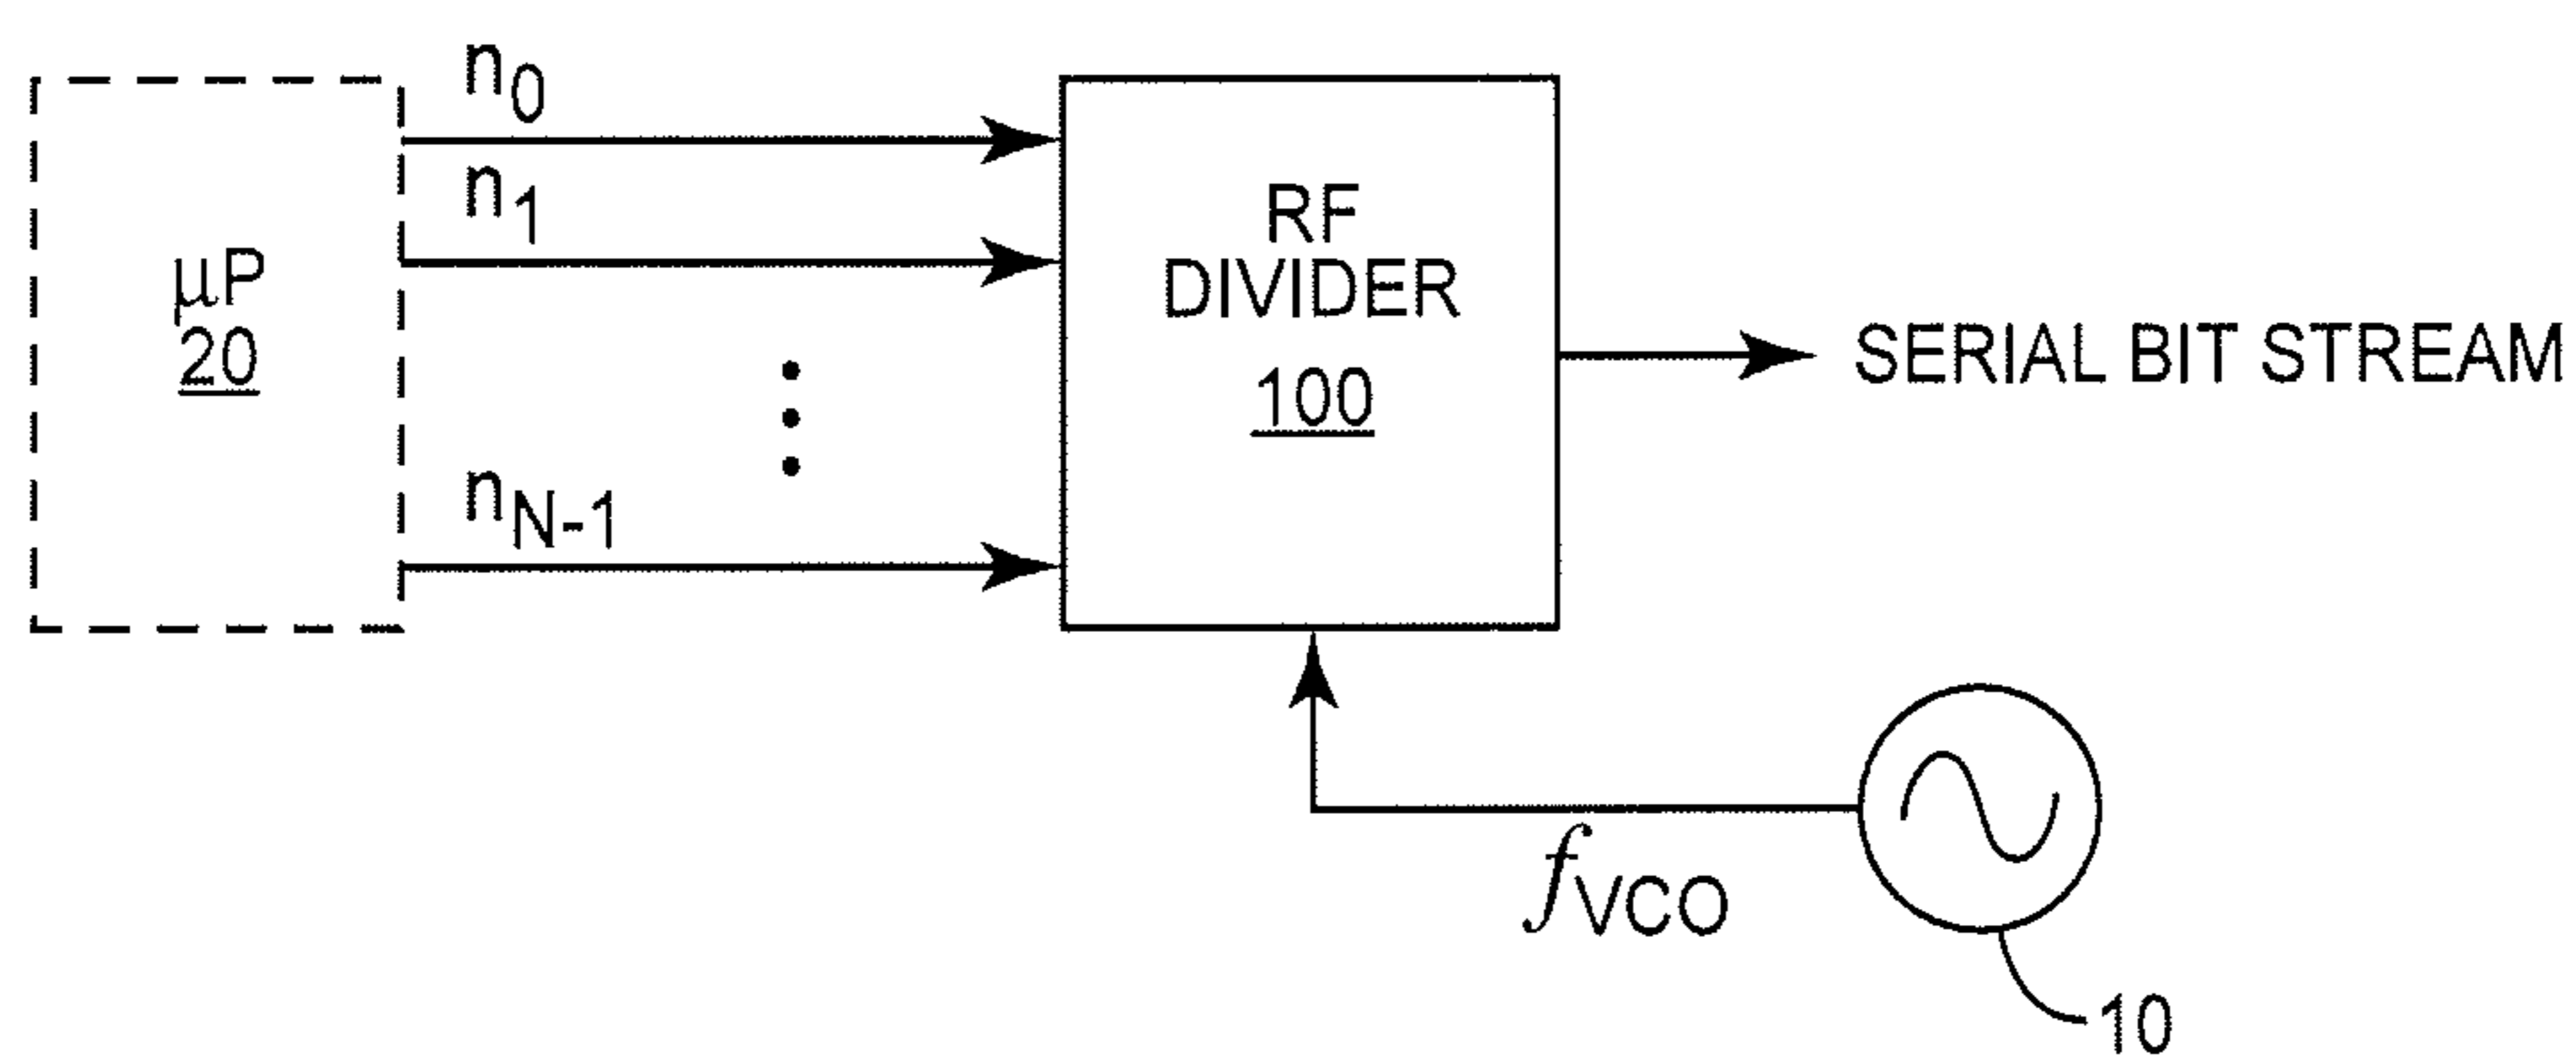 n0
n1
nN-1
µP
20
RF
DIVIDER
100
SERIAL BIT STREAM
fVCO
10